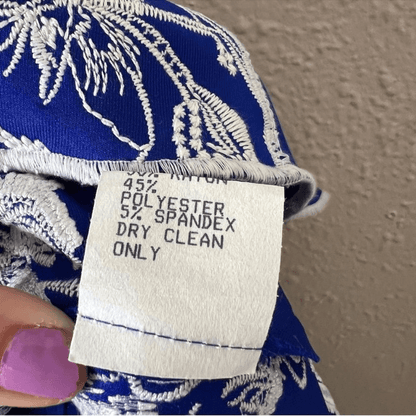 45%
POLYESTER
5% SPANDEX
DRY CLEAN
ONLY